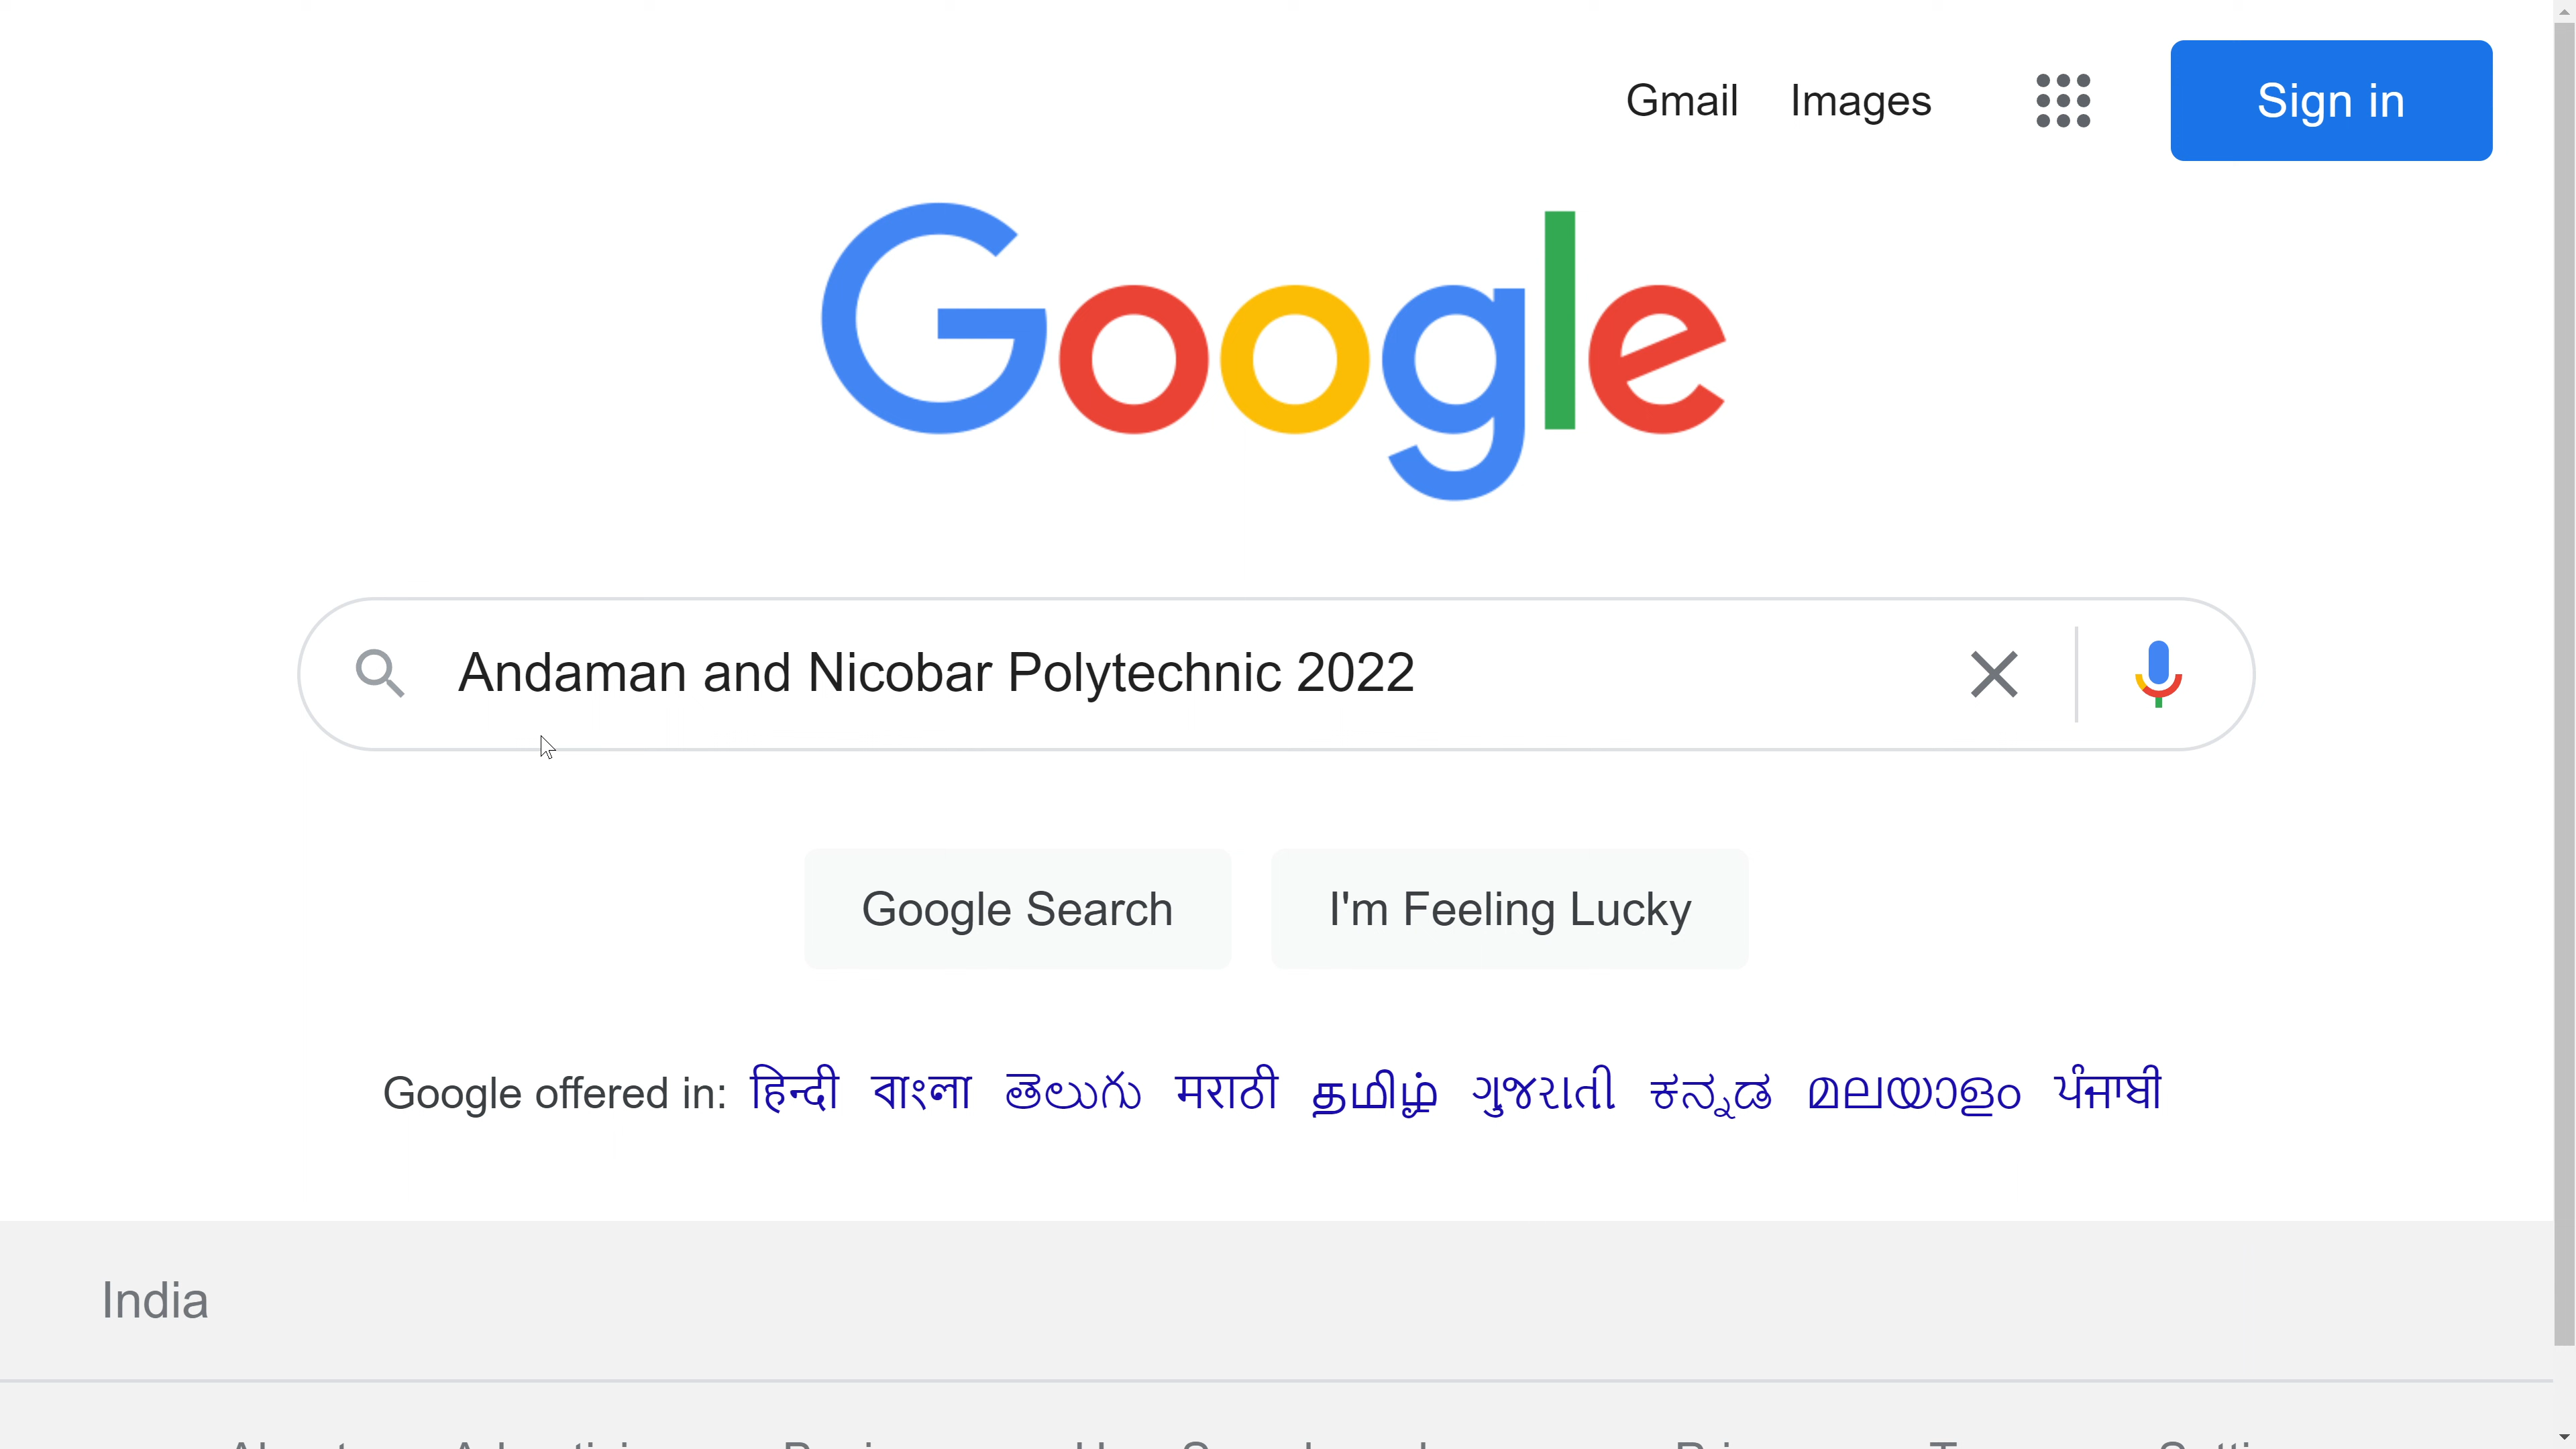 Gmail Images Sign in
Google
Andaman and Nicobar Polytechnic 2022
Google Search I'm Feeling Lucky
Google offered in: हिन्दी বাংলা తెలుగు मराठी தமிழ் ગુજરાતી ಕನ್ನಡ മലയാളം ਪੰਜਾਬੀ
India